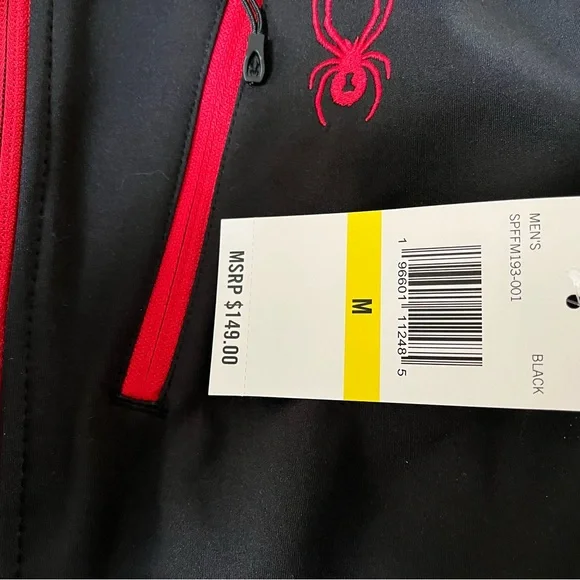 MEN'S
SPFFM193-001
BLACK
1 96601 11248 5
M
MSRP $149.00